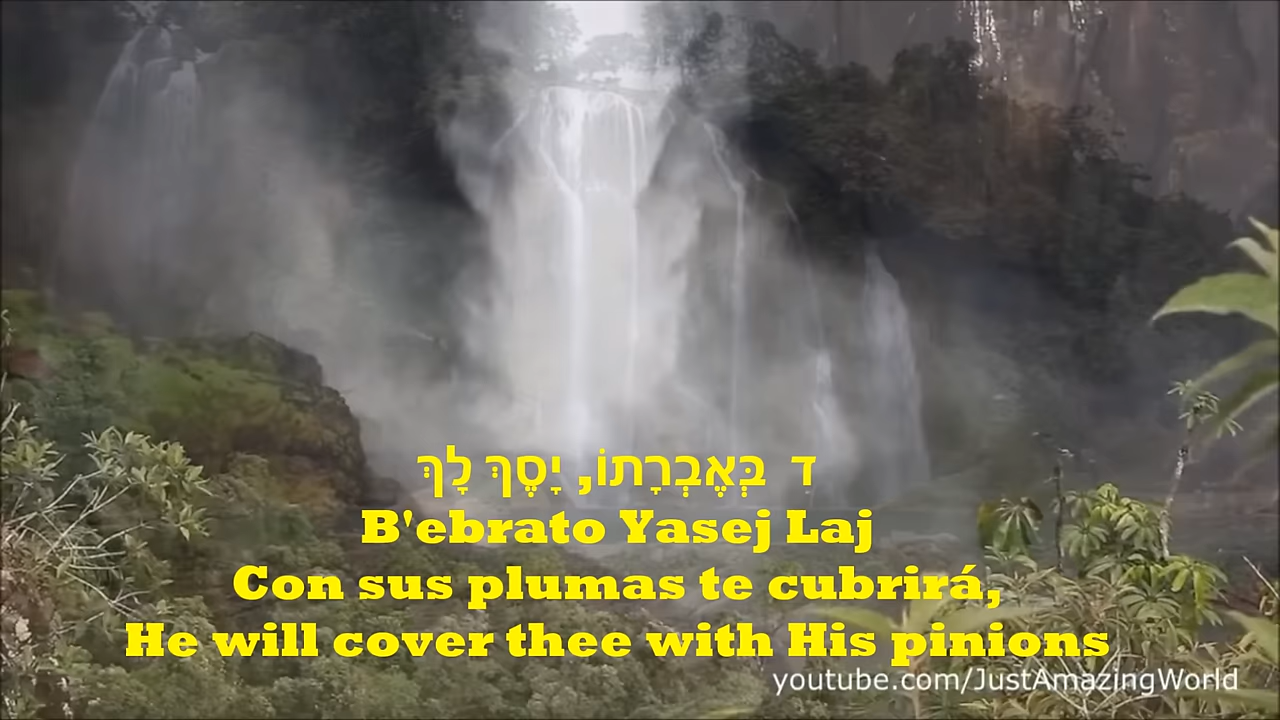 ד בְּאֶבְרָתוֹ, יָסֶךְ לָךְ
B'ebrato Yasej Laj
Con sus plumas te cubrirá,
He will cover thee with His pinions
youtube.com/JustAmazingWorld